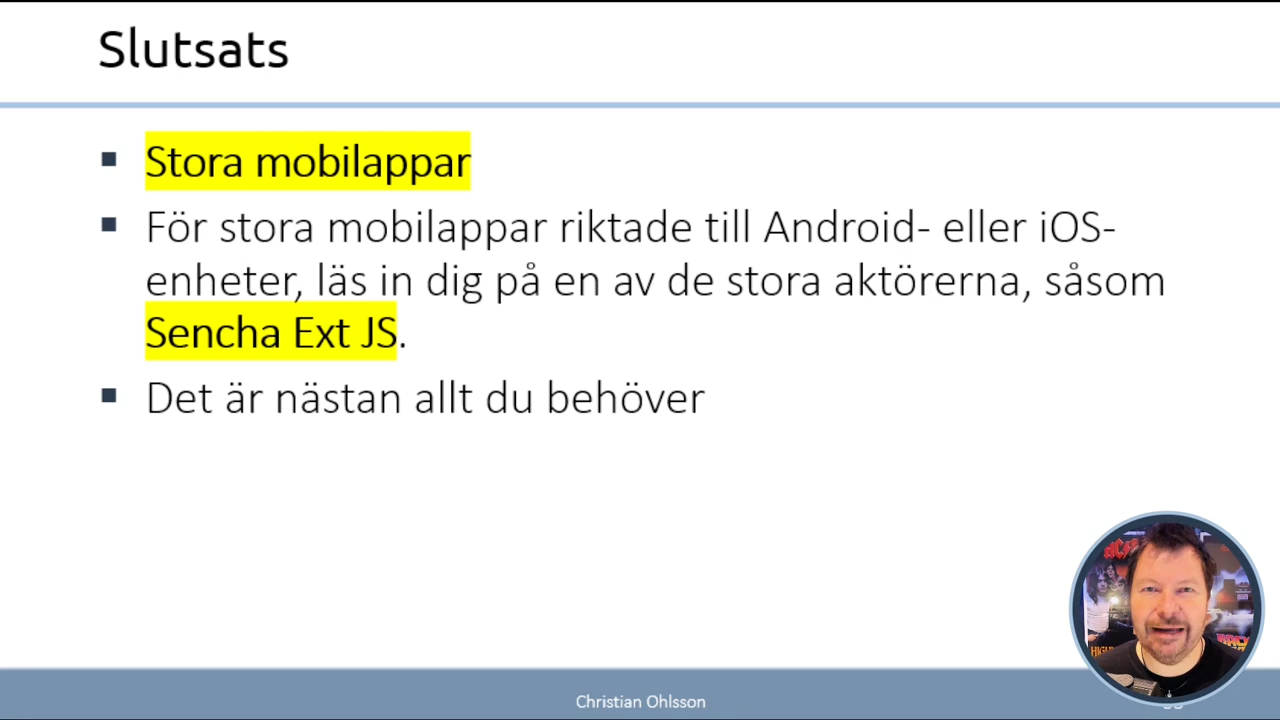 Slutsats
Stora mobilappar
För stora mobilappar riktade till Android- eller iOS-
enheter, läs in dig på en av de stora aktörerna, såsom
Sencha Ext JS.
Det är nästan allt du behöver
Christian Ohlsson